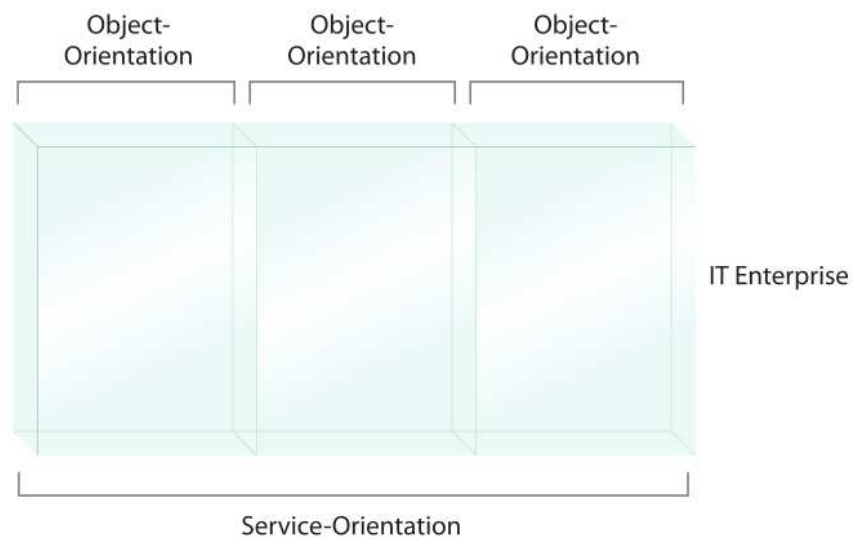 Object-
Orientation
Object-
Orientation
Object-
Orientation
IT Enterprise
Service-Orientation